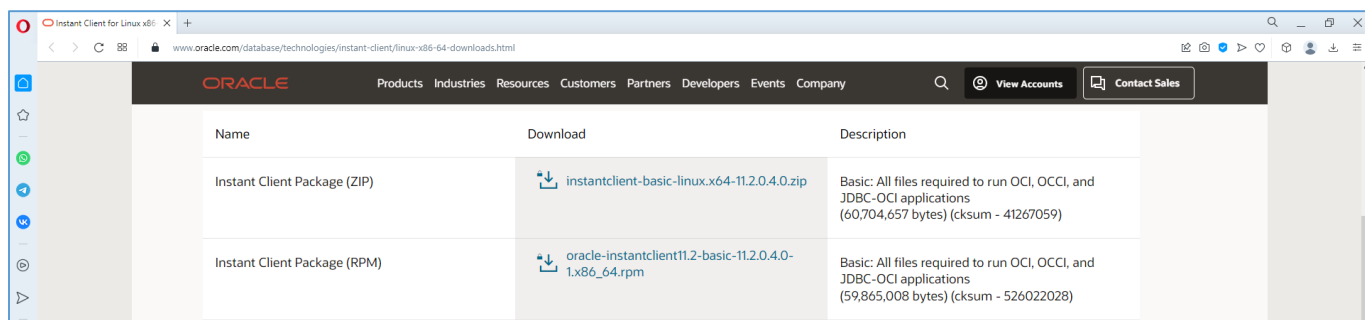 Instant Client for Linux x86-
www.oracle.com/database/technologies/instant-client/linux-x86-64-downloads.html
ORACLE
Products Industries Resources Customers Partners Developers Events Company
View Accounts
Contact Sales
Name Download Description
Instant Client Package (ZIP)
instantclient-basic-linux.x64-11.2.0.4.0.zip
Basic: All files required to run OCI, OCCI, and
JDBC-OCI applications
(60,704,657 bytes) (cksum - 41267059)
Instant Client Package (RPM)
oracle-instantclient11.2-basic-11.2.0.4.0-
1.x86_64.rpm
Basic: All files required to run OCI, OCCI, and
JDBC-OCI applications
(59,865,008 bytes) (cksum - 526022028)